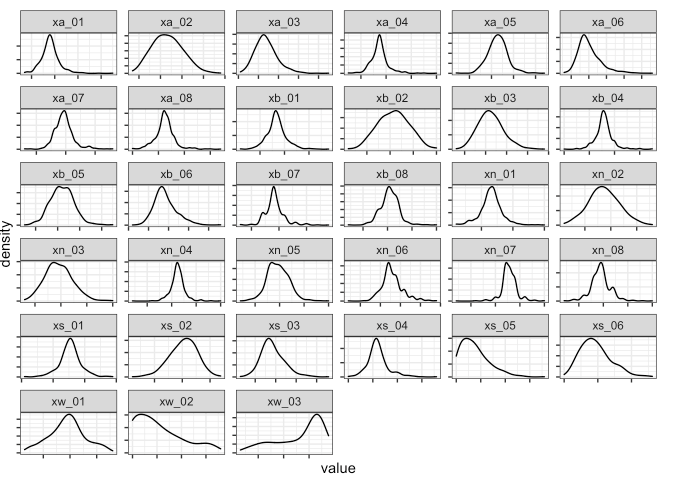 xa_01 xa_02 xa_03 xa_04 xa_05 xa_06
xa_07 xa_08 xb_01 xb_02 xb_03 xb_04
xb_05 xb_06 xb_07 xb_08 xn_01 xn_02
density
xn_03 xn_04 xn_05 xn_06 xn_07 xn_08
xs_01 xs_02 xs_03 xs_04 xs_05 xs_06
xw_01 xw_02 xw_03
value